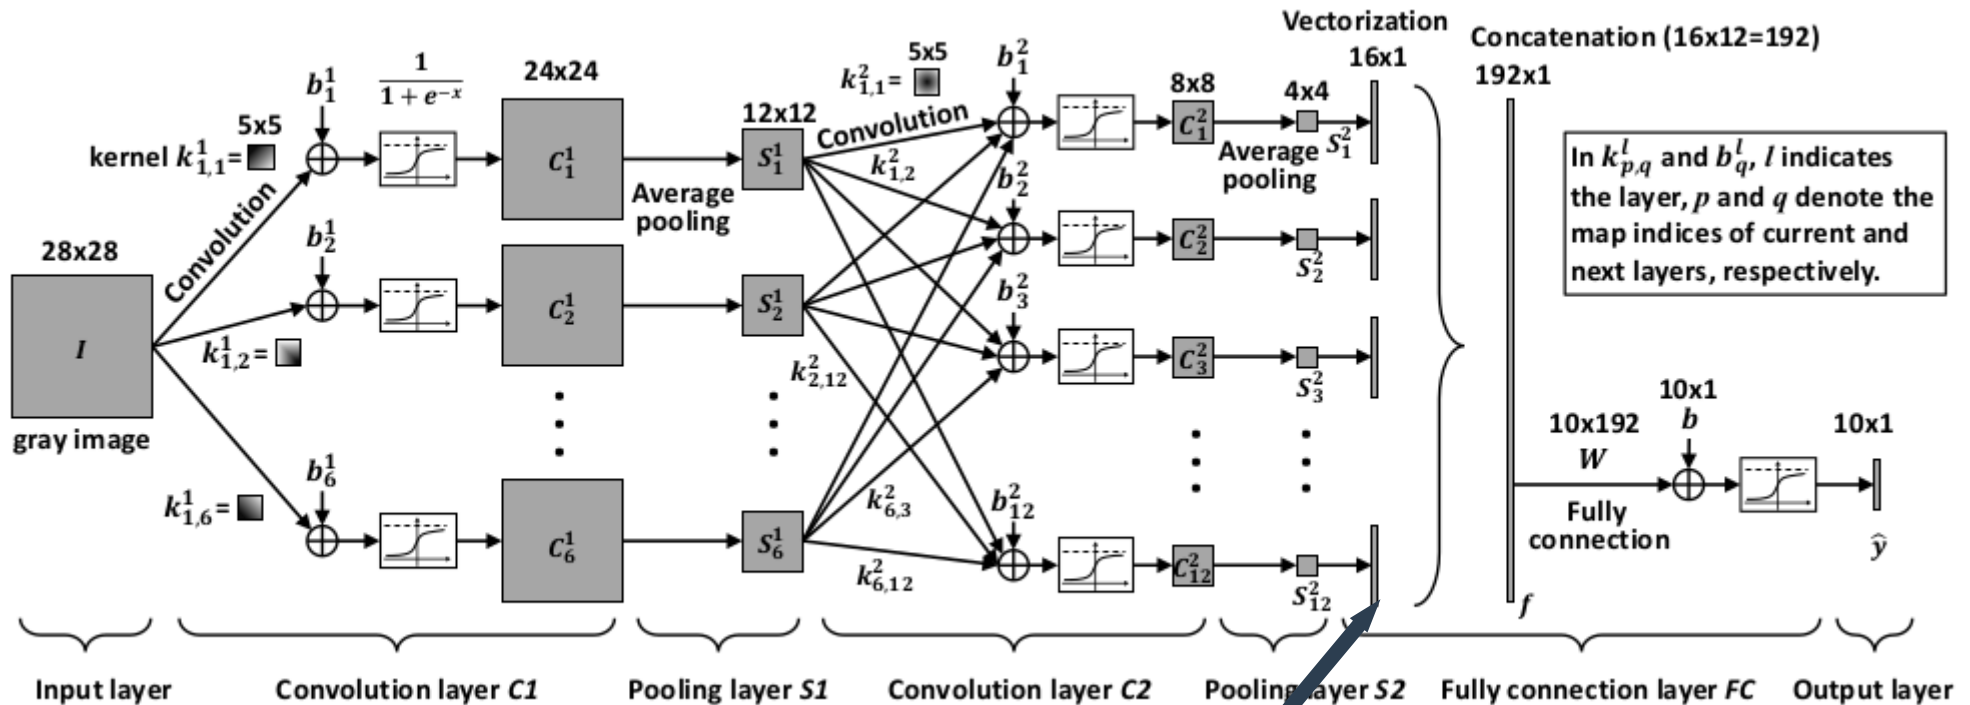 Vectorization
16x1
Concatenation (16x12=192)
192x1
5x5
kernel k^1_{1,1}=
b^1_1
1
1 + e^{-x}
24x24
C^1_1
12x12
S^1_1
Average
pooling
5x5
k^2_{1,1}=
Convolution
k^2_{1,2}
b^2_1
8x8
C^2_1
4x4
S^2_1
Average
pooling
In k^l_{p,q} and b^l_q, l indicates
the layer, p and q denote the
map indices of current and
next layers, respectively.
28x28
I
gray image
Convolution
b^1_2
k^1_{1,2}=
C^1_2
S^1_2
k^2_{2,12}
b^2_2
C^2_2
S^2_2
b^2_3
C^2_3
S^2_3
b^1_6
k^1_{1,6}=
C^1_6
S^1_6
k^2_{6,3}
k^2_{6,12}
b^2_{12}
C^2_{12}
S^2_{12}
f
10x192
W
Fully
connection
10x1
b
10x1
ŷ
Input layer
Convolution layer C1
Pooling layer S1
Convolution layer C2
Pooling layer S2
Fully connection layer FC
Output layer